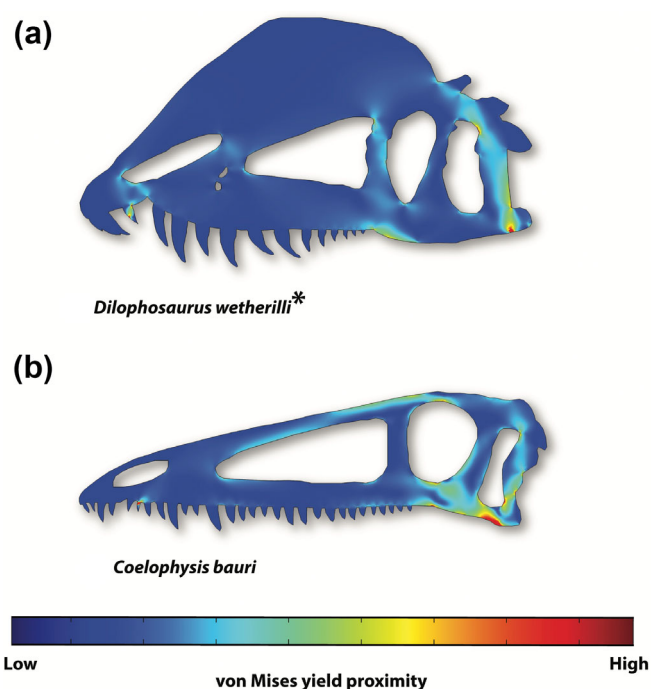 (a)
Dilophosaurus wetherilli*
(b)
Coelophysis bauri
Low
High
von Mises yield proximity